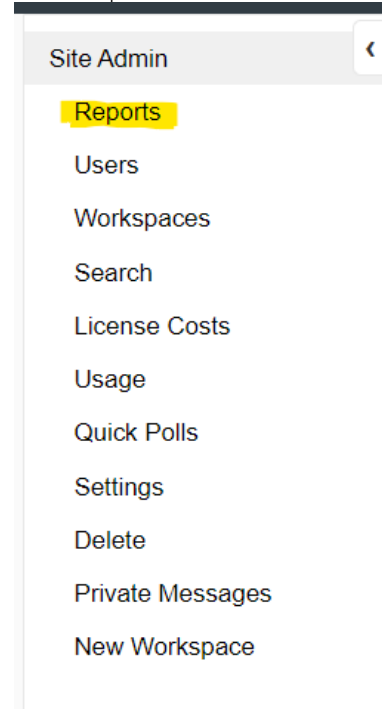 Site Admin
Reports
Users
Workspaces
Search
License Costs
Usage
Quick Polls
Settings
Delete
Private Messages
New Workspace